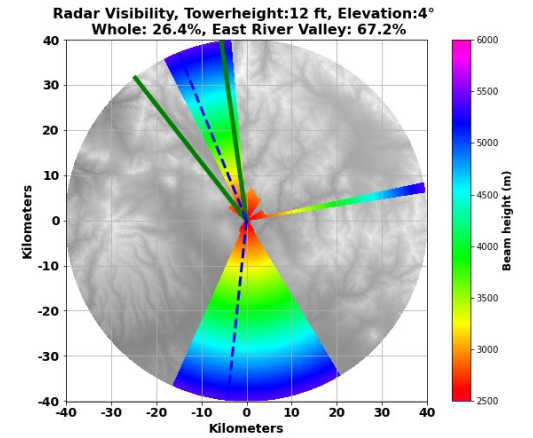 Radar Visibility, Towerheight:12 ft, Elevation:4°
Whole: 26.4%, East River Valley: 67.2%
40
30
20
10
0
-10
-20
-30
-40
Kilometers
-40 -30 -20 -10 0 10 20 30 40
Kilometers
6000
5500
5000
4500
4000
3500
3000
2500
Beam height (m)